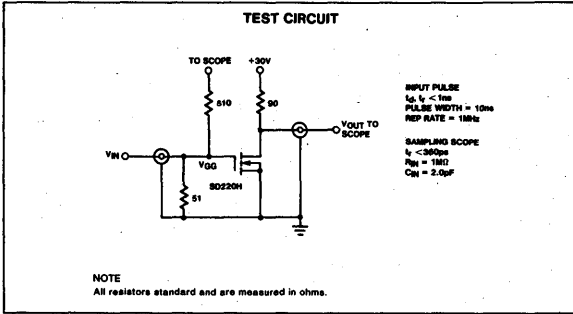 TEST CIRCUIT
TO SCOPE
+30V
510
90
INPUT PULSE
td, tr <1ns
PULSE WIDTH = 10ns
REP RATE = 1MHz
VOUT TO
SCOPE
SAMPLING SCOPE
tr <360ps
RIN = 1MΩ
CIN = 2.0pF
VIN
VGG
SD220H
51
NOTE
All resistors standard and are measured in ohms.